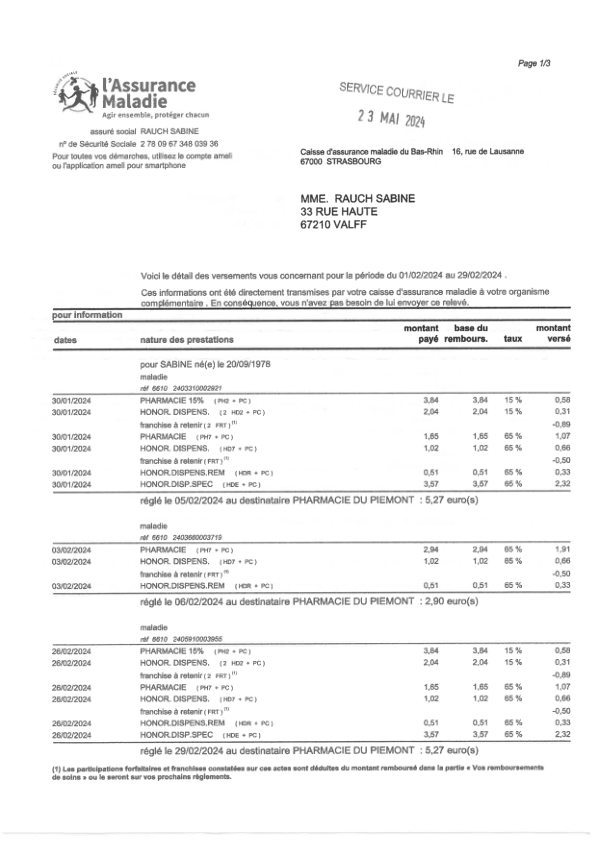 Page 1/3
SÉCURITÉ SOCIALE
l'Assurance
Maladie
Agir ensemble, protéger chacun
SERVICE COURRIER LE
23 MAI 2024
assuré social RAUCH SABINE
n° de Sécurité Sociale 2 78 09 67 348 039 36
Pour toutes vos démarches, utilisez le compte ameli
ou l'application ameli pour smartphone
Caisse d'assurance maladie du Bas-Rhin 16, rue de Lausanne
67000 STRASBOURG
MME. RAUCH SABINE
33 RUE HAUTE
67210 VALFF
Voici le détail des versements vous concernant pour la période du 01/02/2024 au 29/02/2024 .
Ces informations ont été directement transmises par votre caisse d'assurance maladie à votre organisme
complémentaire . En conséquence, vous n'avez pas besoin de lui envoyer ce relevé.
pour information
dates nature des prestations montant payé base du rembours. taux montant versé
pour SABINE né(e) le 20/09/1978
maladie
réf 6610 2403310002921
30/01/2024 PHARMACIE 15% (PH2 + PC) 3,84 3,84 15 % 0,58
30/01/2024 HONOR. DISPENS. (2 HD2 + PC) 2,04 2,04 15 % 0,31
franchise à retenir (2 FRT) (1) -0,89
30/01/2024 PHARMACIE (PH7 + PC) 1,65 1,65 65 % 1,07
30/01/2024 HONOR. DISPENS. (HD7 + PC) 1,02 1,02 65 % 0,66
franchise à retenir (FRT) (1) -0,50
30/01/2024 HONOR.DISPENS.REM (HDR + PC) 0,51 0,51 65 % 0,33
30/01/2024 HONOR.DISP.SPEC (HDE + PC) 3,57 3,57 65 % 2,32
réglé le 05/02/2024 au destinataire PHARMACIE DU PIEMONT : 5,27 euro(s)
maladie
réf 6610 2403660003719
03/02/2024 PHARMACIE (PH7 + PC) 2,94 2,94 65 % 1,91
03/02/2024 HONOR. DISPENS. (HD7 + PC) 1,02 1,02 65 % 0,66
franchise à retenir (FRT) (1) -0,50
03/02/2024 HONOR.DISPENS.REM (HDR + PC) 0,51 0,51 65 % 0,33
réglé le 06/02/2024 au destinataire PHARMACIE DU PIEMONT : 2,90 euro(s)
maladie
réf 6610 2405910003955
26/02/2024 PHARMACIE 15% (PH2 + PC) 3,84 3,84 15 % 0,58
26/02/2024 HONOR. DISPENS. (2 HD2 + PC) 2,04 2,04 15 % 0,31
franchise à retenir (2 FRT) (1) -0,89
26/02/2024 PHARMACIE (PH7 + PC) 1,65 1,65 65 % 1,07
26/02/2024 HONOR. DISPENS. (HD7 + PC) 1,02 1,02 65 % 0,66
franchise à retenir (FRT) (1) -0,50
26/02/2024 HONOR.DISPENS.REM (HDR + PC) 0,51 0,51 65 % 0,33
26/02/2024 HONOR.DISP.SPEC (HDE + PC) 3,57 3,57 65 % 2,32
réglé le 29/02/2024 au destinataire PHARMACIE DU PIEMONT : 5,27 euro(s)
(1) Les participations forfaitaires et franchises constatées sur ces actes sont déduites du montant remboursé dans la partie « Vos remboursements
de soins » ou le seront sur vos prochains règlements.